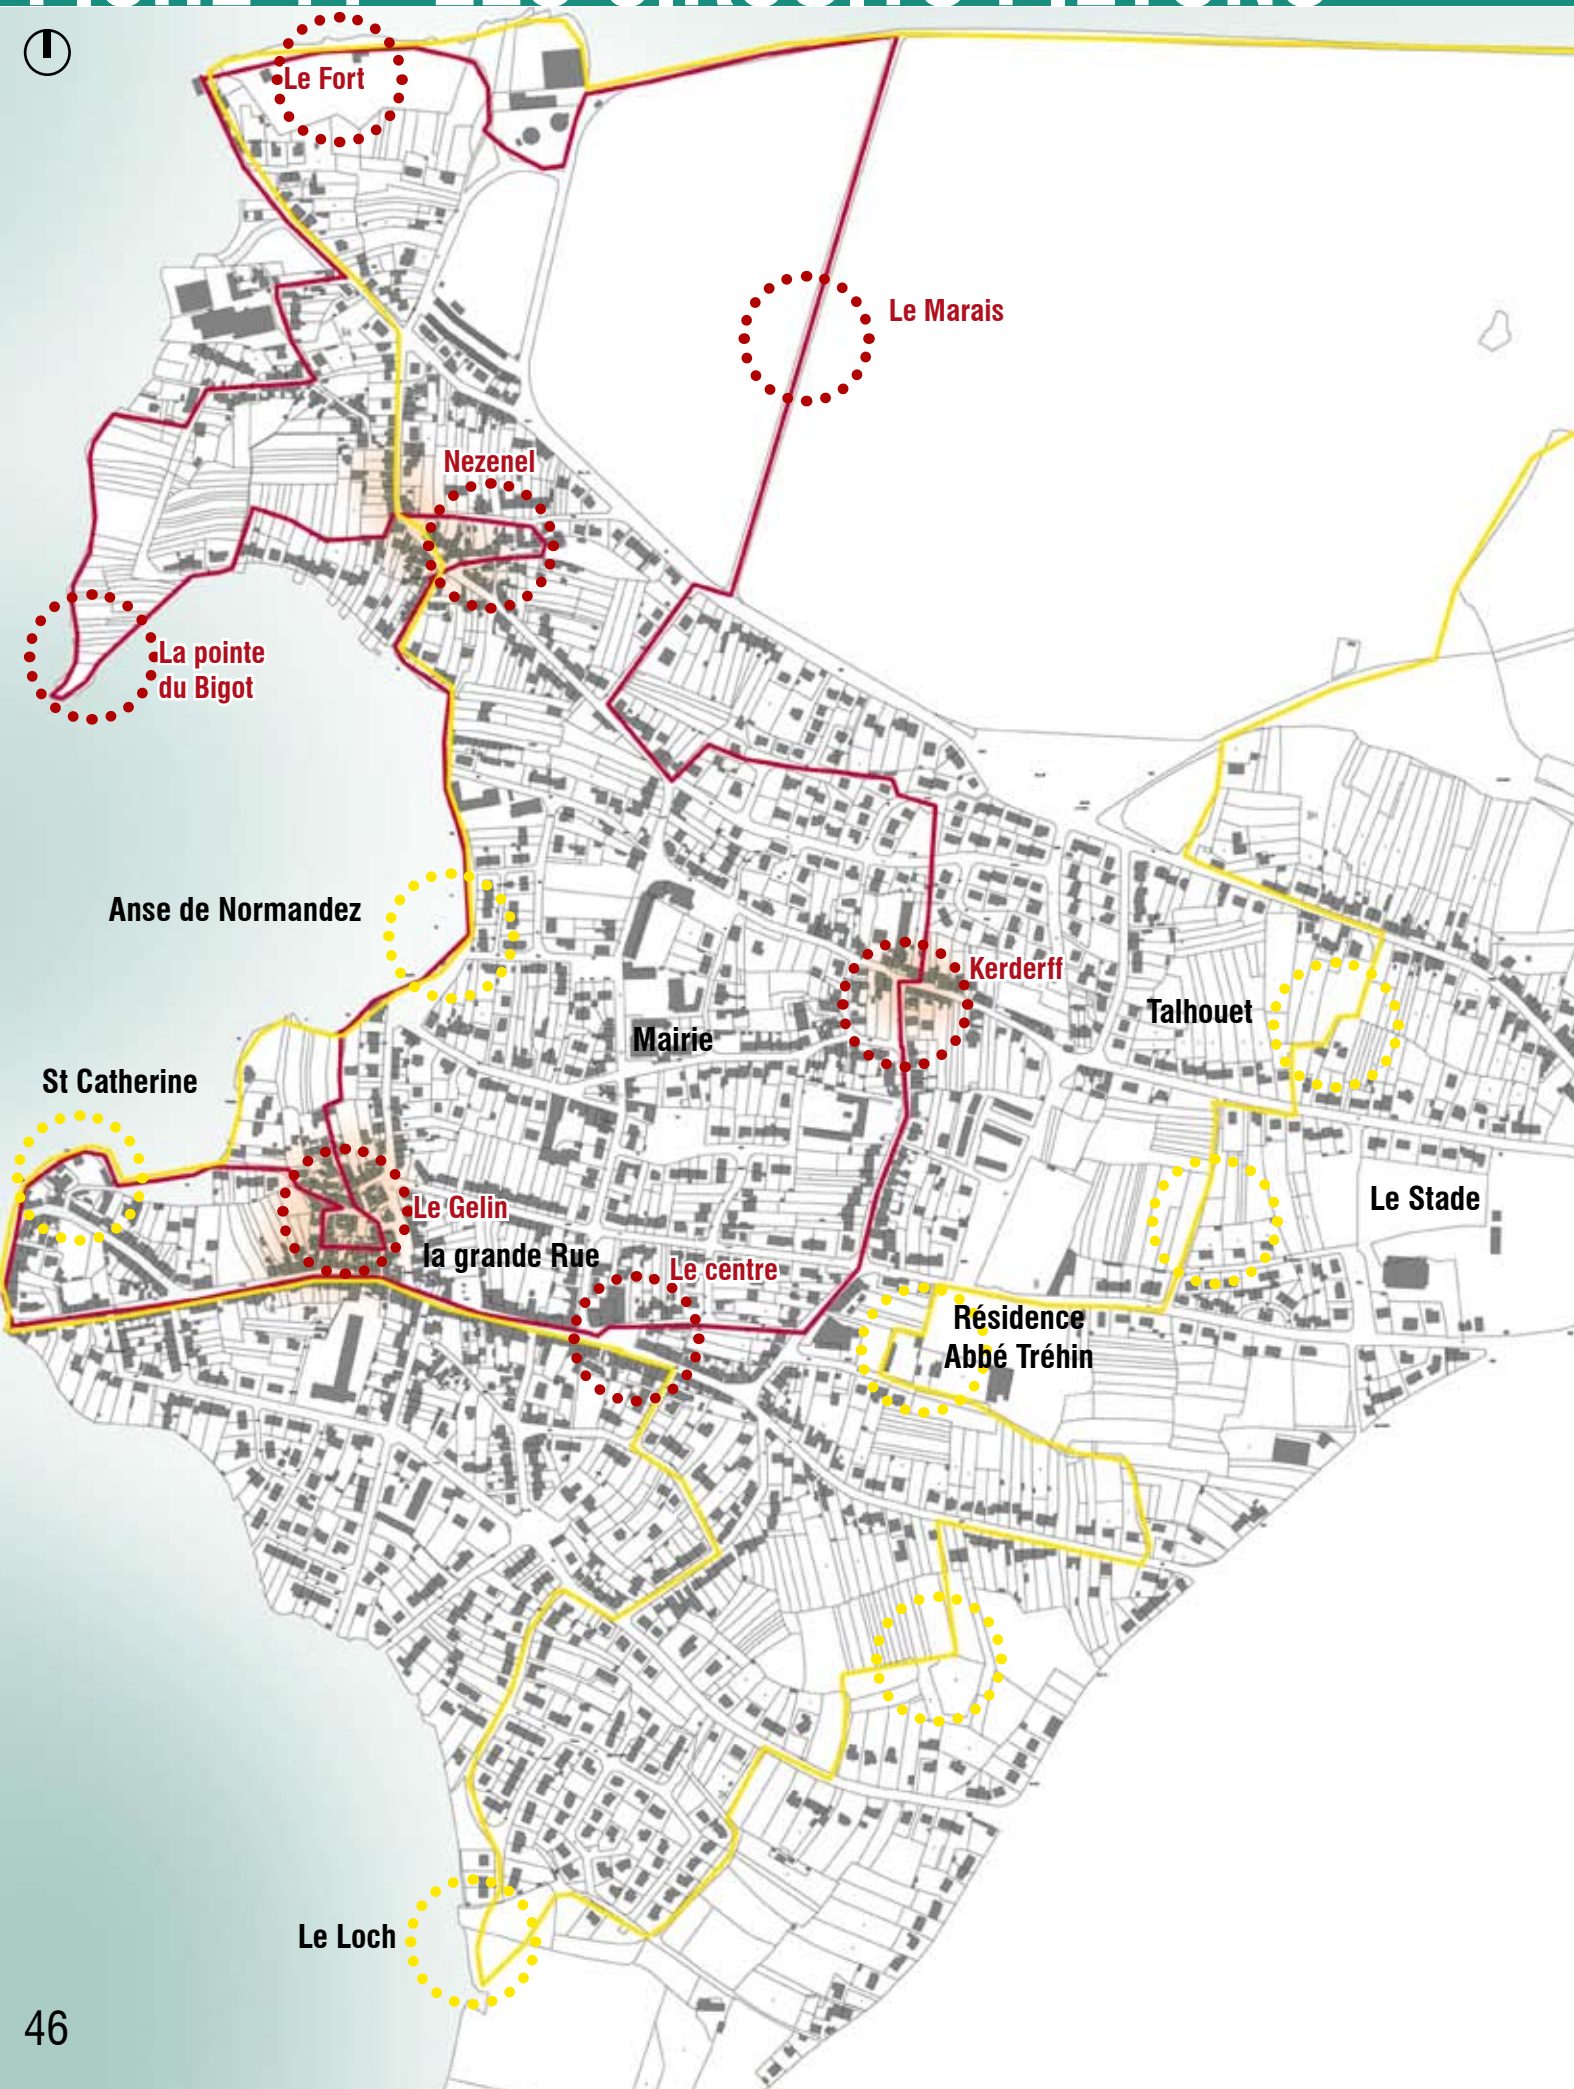 Le Fort
Le Marais
Nezenel
La pointe
du Bigot
Anse de Normandez
Kerderff
Talhouet
Mairie
St Catherine
Le Stade
Le Gelin
la grande Rue
Le centre
Résidence
Abbé Tréhin
Le Loch
46